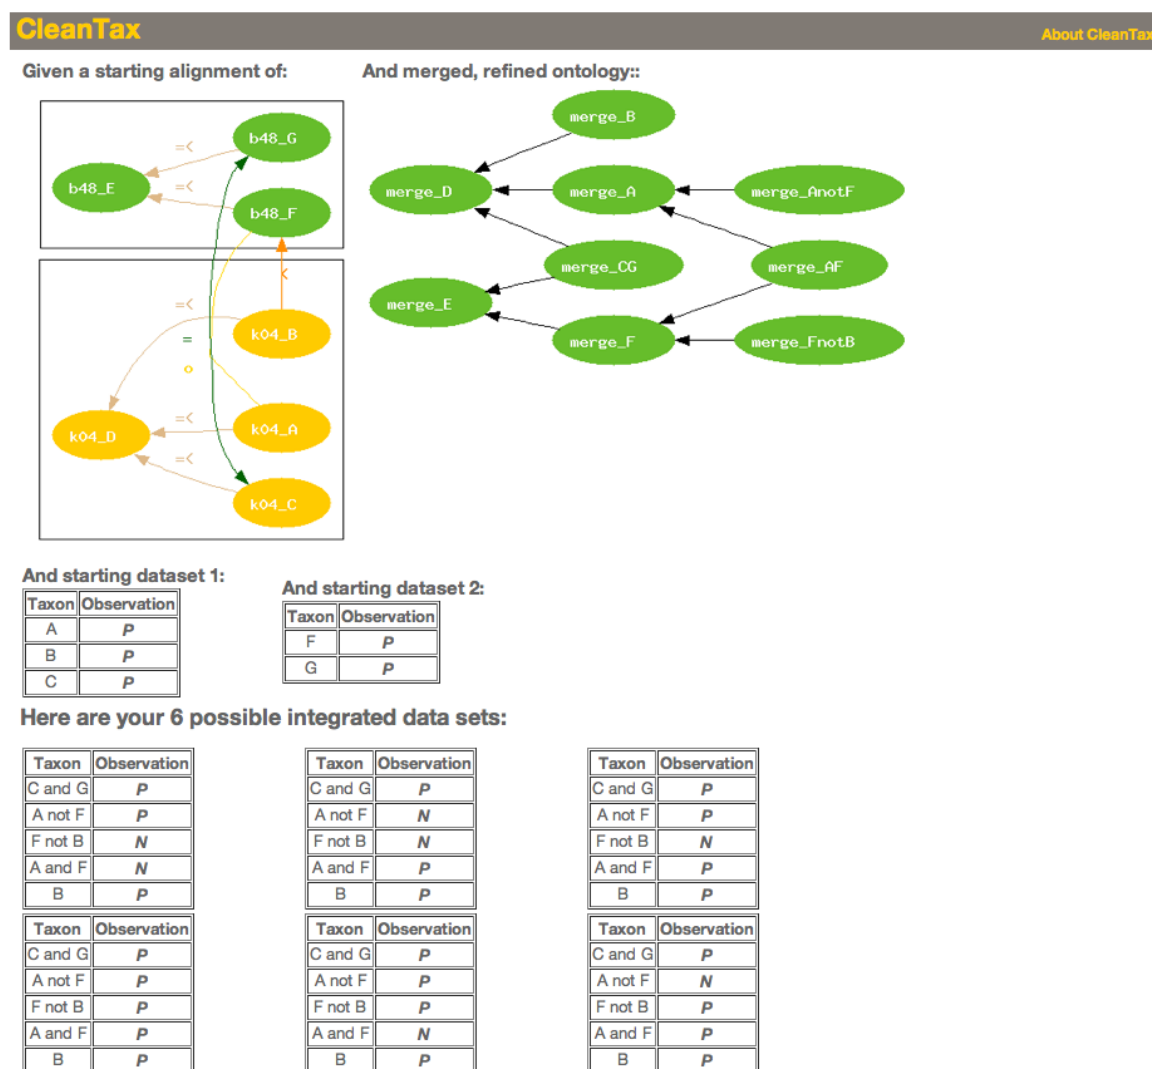 CleanTax
About CleanTax
Given a starting alignment of:
And merged, refined ontology::
b48_G
=<
b48_E
=<
b48_F
<
=<
k04_B
=
o
=<
k04_A
k04_D
=<
k04_C
merge_B
merge_D
merge_A
merge_AnotF
merge_CG
merge_AF
merge_E
merge_F
merge_FnotB
And starting dataset 1:
Taxon Observation
A P
B P
C P
And starting dataset 2:
Taxon Observation
F P
G P
Here are your 6 possible integrated data sets:
Taxon Observation
C and G P
A not F P
F not B N
A and F N
B P
Taxon Observation
C and G P
A not F N
F not B N
A and F P
B P
Taxon Observation
C and G P
A not F P
F not B N
A and F P
B P
Taxon Observation
C and G P
A not F P
F not B P
A and F P
B P
Taxon Observation
C and G P
A not F P
F not B P
A and F N
B P
Taxon Observation
C and G P
A not F N
F not B P
A and F P
B P